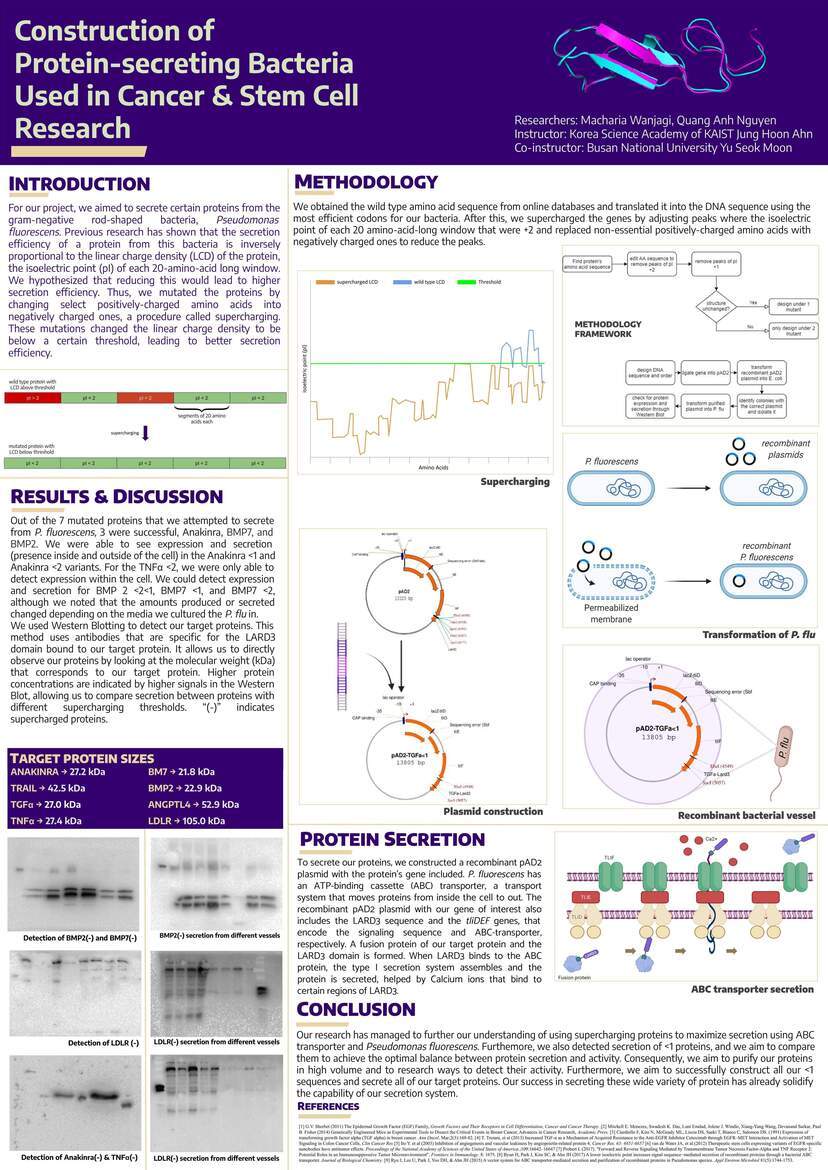 Construction of
Protein-secreting Bacteria
Used in Cancer & Stem Cell
Research
Researchers: Macharia Wanjagi, Quang Anh Nguyen
Instructor: Korea Science Academy of KAIST Jung Hoon Ahn
Co-instructor: Busan National University Yu Seok Moon
INTRODUCTION
For our project, we aimed to secrete certain proteins from the
gram-negative rod-shaped bacteria, Pseudomonas
fluorescens. Previous research has shown that the secretion
efficiency of a protein from this bacteria is inversely
proportional to the linear charge density (LCD) of the protein,
the isoelectric point (pI) of each 20-amino-acid long window.
We hypothesized that reducing this would lead to higher
secretion efficiency. Thus, we mutated the proteins by
changing select positively-charged amino acids into
negatively charged ones, a procedure called supercharging.
These mutations changed the linear charge density to be
below a certain threshold, leading to better secretion
efficiency.
wild type protein with
LCD above threshold
pI > 3
pI < 2
pI = 2
pI < 2
pI < 2
segments of 20 amino
acids each
supercharging
mutated protein with
LCD below threshold
pI < 2
pI < 2
pI < 2
pI < 2
pI < 2
RESULTS & DISCUSSION
Out of the 7 mutated proteins that we attempted to secrete
from P. fluorescens, 3 were successful, Anakinra, BMP7, and
BMP2. We were able to see expression and secretion
(presence inside and outside of the cell) in the Anakinra <1 and
Anakinra <2 variants. For the TNFα <2, we were only able to
detect expression within the cell. We could detect expression
and secretion for BMP 2 <2<1, BMP7 <1, and BMP7 <2,
although we noted that the amounts produced or secreted
changed depending on the media we cultured the P. flu in.
We used Western Blotting to detect our target proteins. This
method uses antibodies that are specific for the LARD3
domain bound to our target protein. It allows us to directly
observe our proteins by looking at the molecular weight (kDa)
that corresponds to our target protein. Higher protein
concentrations are indicated by higher signals in the Western
Blot, allowing us to compare secretion between proteins with
different supercharging thresholds. "(-)" indicates
supercharged proteins.
TARGET PROTEIN SIZES
ANAKINRA → 27.2 kDa
TRAIL → 42.5 kDa
TGFα → 27.0 kDa
TNFα → 27.4 kDa
BM7 → 21.8 kDa
BMP2 → 22.9 kDa
ANGPTL4 → 52.9 kDa
LDLR → 105.0 kDa
Detection of BMP2(-) and BMP7(-)
BMP2(-) secretion from different vessels
Detection of LDLR (-)
LDLR(-) secretion from different vessels
Detection of Anakinra(-) & TNFα(-)
LDLR(-) secretion from different vessels
METHODOLOGY
We obtained the wild type amino acid sequence from online databases and translated it into the DNA sequence using the
most efficient codons for our bacteria. After this, we supercharged the genes by adjusting peaks where the isoelectric
point of each 20 amino-acid-long window that were +2 and replaced non-essential positively-charged amino acids with
negatively charged ones to reduce the peaks.
supercharged LCD
wild type LCD
Threshold
Isoelectric point (pI)
Amino Acids
Supercharging
Find protein's
amino acid sequence
edit AA sequence to
remove peaks of pI
+2
remove peaks of pI
+1
structure
unchanged?
Yes
design under 1
mutant
No
only design under 2
mutant
METHODOLOGY
FRAMEWORK
design DNA
sequence and order
ligate gene into pAD2
transform
recombinant pAD2
plasmid into E. coli
check for protein
expression and
secretion through
Western Blot
transform purified
plasmid into P. flu
identify colonies with
the correct plasmid
and isolate it
P. fluorescens
recombinant
plasmids
recombinant
P. fluorescens
Permeabilized
membrane
Transformation of P. flu
lac operator
CAP binding
-35
-10
+1
lacZ-tliD
pAD2
lac operator
-10
+1
-35
CAP binding
lacZ-tliD
tliD
Sequencing error (StsI
tliE
pAD2-TGFa<1
13805 bp
tliF
TGFa-Lard3
Plasmid construction
lac operator
-10
+1
-35
CAP binding
lacZ-tliD
tliD
Sequencing error (StsI
tliE
pAD2-TGFa<1
13805 bp
tliF
TGFa-Lard3
P. flu
Recombinant bacterial vessel
PROTEIN SECRETION
To secrete our proteins, we constructed a recombinant pAD2
plasmid with the protein's gene included. P. fluorescens has
an ATP-binding cassette (ABC) transporter, a transport
system that moves proteins from inside the cell to out. The
recombinant pAD2 plasmid with our gene of interest also
includes the LARD3 sequence and the tliDEF genes, that
encode the signaling sequence and ABC-transporter,
respectively. A fusion protein of our target protein and the
LARD3 domain is formed. When LARD3 binds to the ABC
protein, the type I secretion system assembles and the
protein is secreted, helped by Calcium ions that bind to
certain regions of LARD3.
Ca2+
TLIF
TLIE
TLID
Fusion protein
ABC transporter secretion
CONCLUSION
Our research has managed to further our understanding of using supercharging proteins to maximize secretion using ABC
transporter and Pseudomonas fluorescens. Furthemore, we also detected secretion of <1 proteins, and we aim to compare
them to achieve the optimal balance between protein secretion and activity. Consequently, we aim to purify our proteins
in high volume and to research ways to detect their activity. Furthermore, we aim to successfully construct all our <1
sequences and secrete all of our target proteins. Our success in secreting these wide variety of protein has already solidify
the capability of our secretion system.
REFERENCES